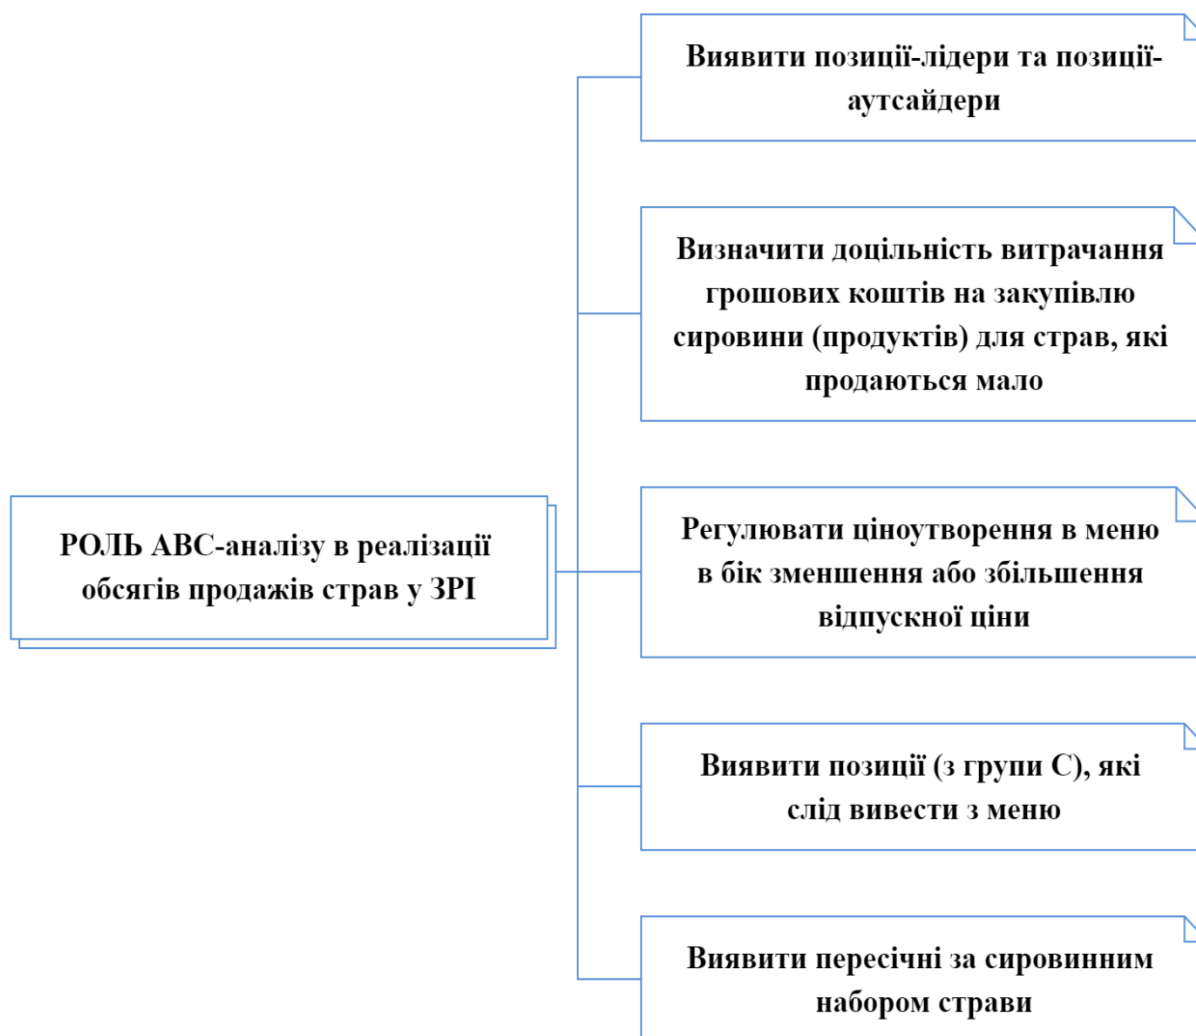 Виявити позиції-лідери та позиції-
аутсайдери
Визначити доцільність витрачання
грошових коштів на закупівлю
сировини (продуктів) для страв, які
продаються мало
РОЛЬ АВС-аналізу в реалізації
обсягів продажів страв у ЗРІ
Регулювати ціноутворення в меню
в бік зменшення або збільшення
відпускної ціни
Виявити позиції (з групи С), які
слід вивести з меню
Виявити пересічні за сировинним
набором страви